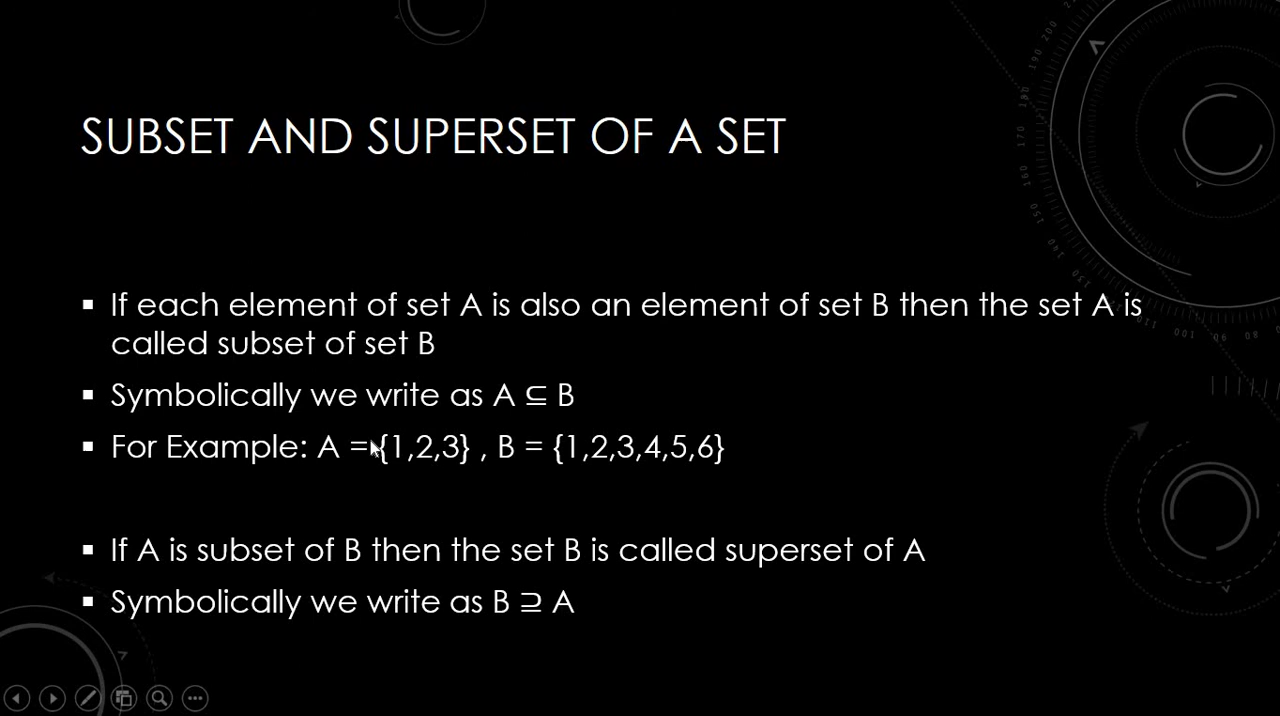 SUBSET AND SUPERSET OF A SET
▪ If each element of set A is also an element of set B then the set A is
called subset of set B
▪ Symbolically we write as A ⊆ B
▪ For Example: A = {1,2,3} , B = {1,2,3,4,5,6}
▪ If A is subset of B then the set B is called superset of A
▪ Symbolically we write as B ⊇ A